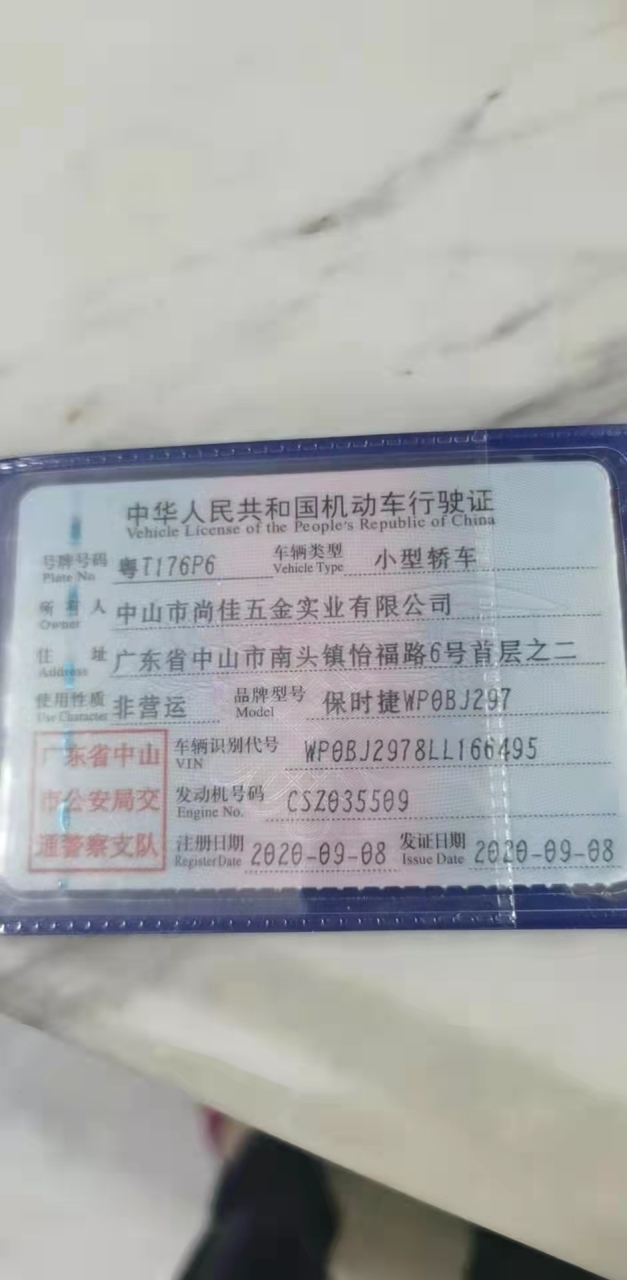 中华人民共和国机动车行驶证
Vehicle License of the People's Republic of China
号牌号码 粤T176P6 车辆类型 小型轿车
Plate No. Vehicle Type
所有人 中山市尚佳五金实业有限公司
Owner
住址 广东省中山市南头镇怡福路6号首层之二
Address
使用性质 非营运 品牌型号 保时捷WP0BJ297
Use Character Model
广东省中山
市公安局交
通警察支队
车辆识别代号 WP0BJ2978LL166495
VIN
发动机号码 CSZ035509
Engine No.
注册日期 2020-09-08 发证日期 2020-09-08
Register Date Issue Date